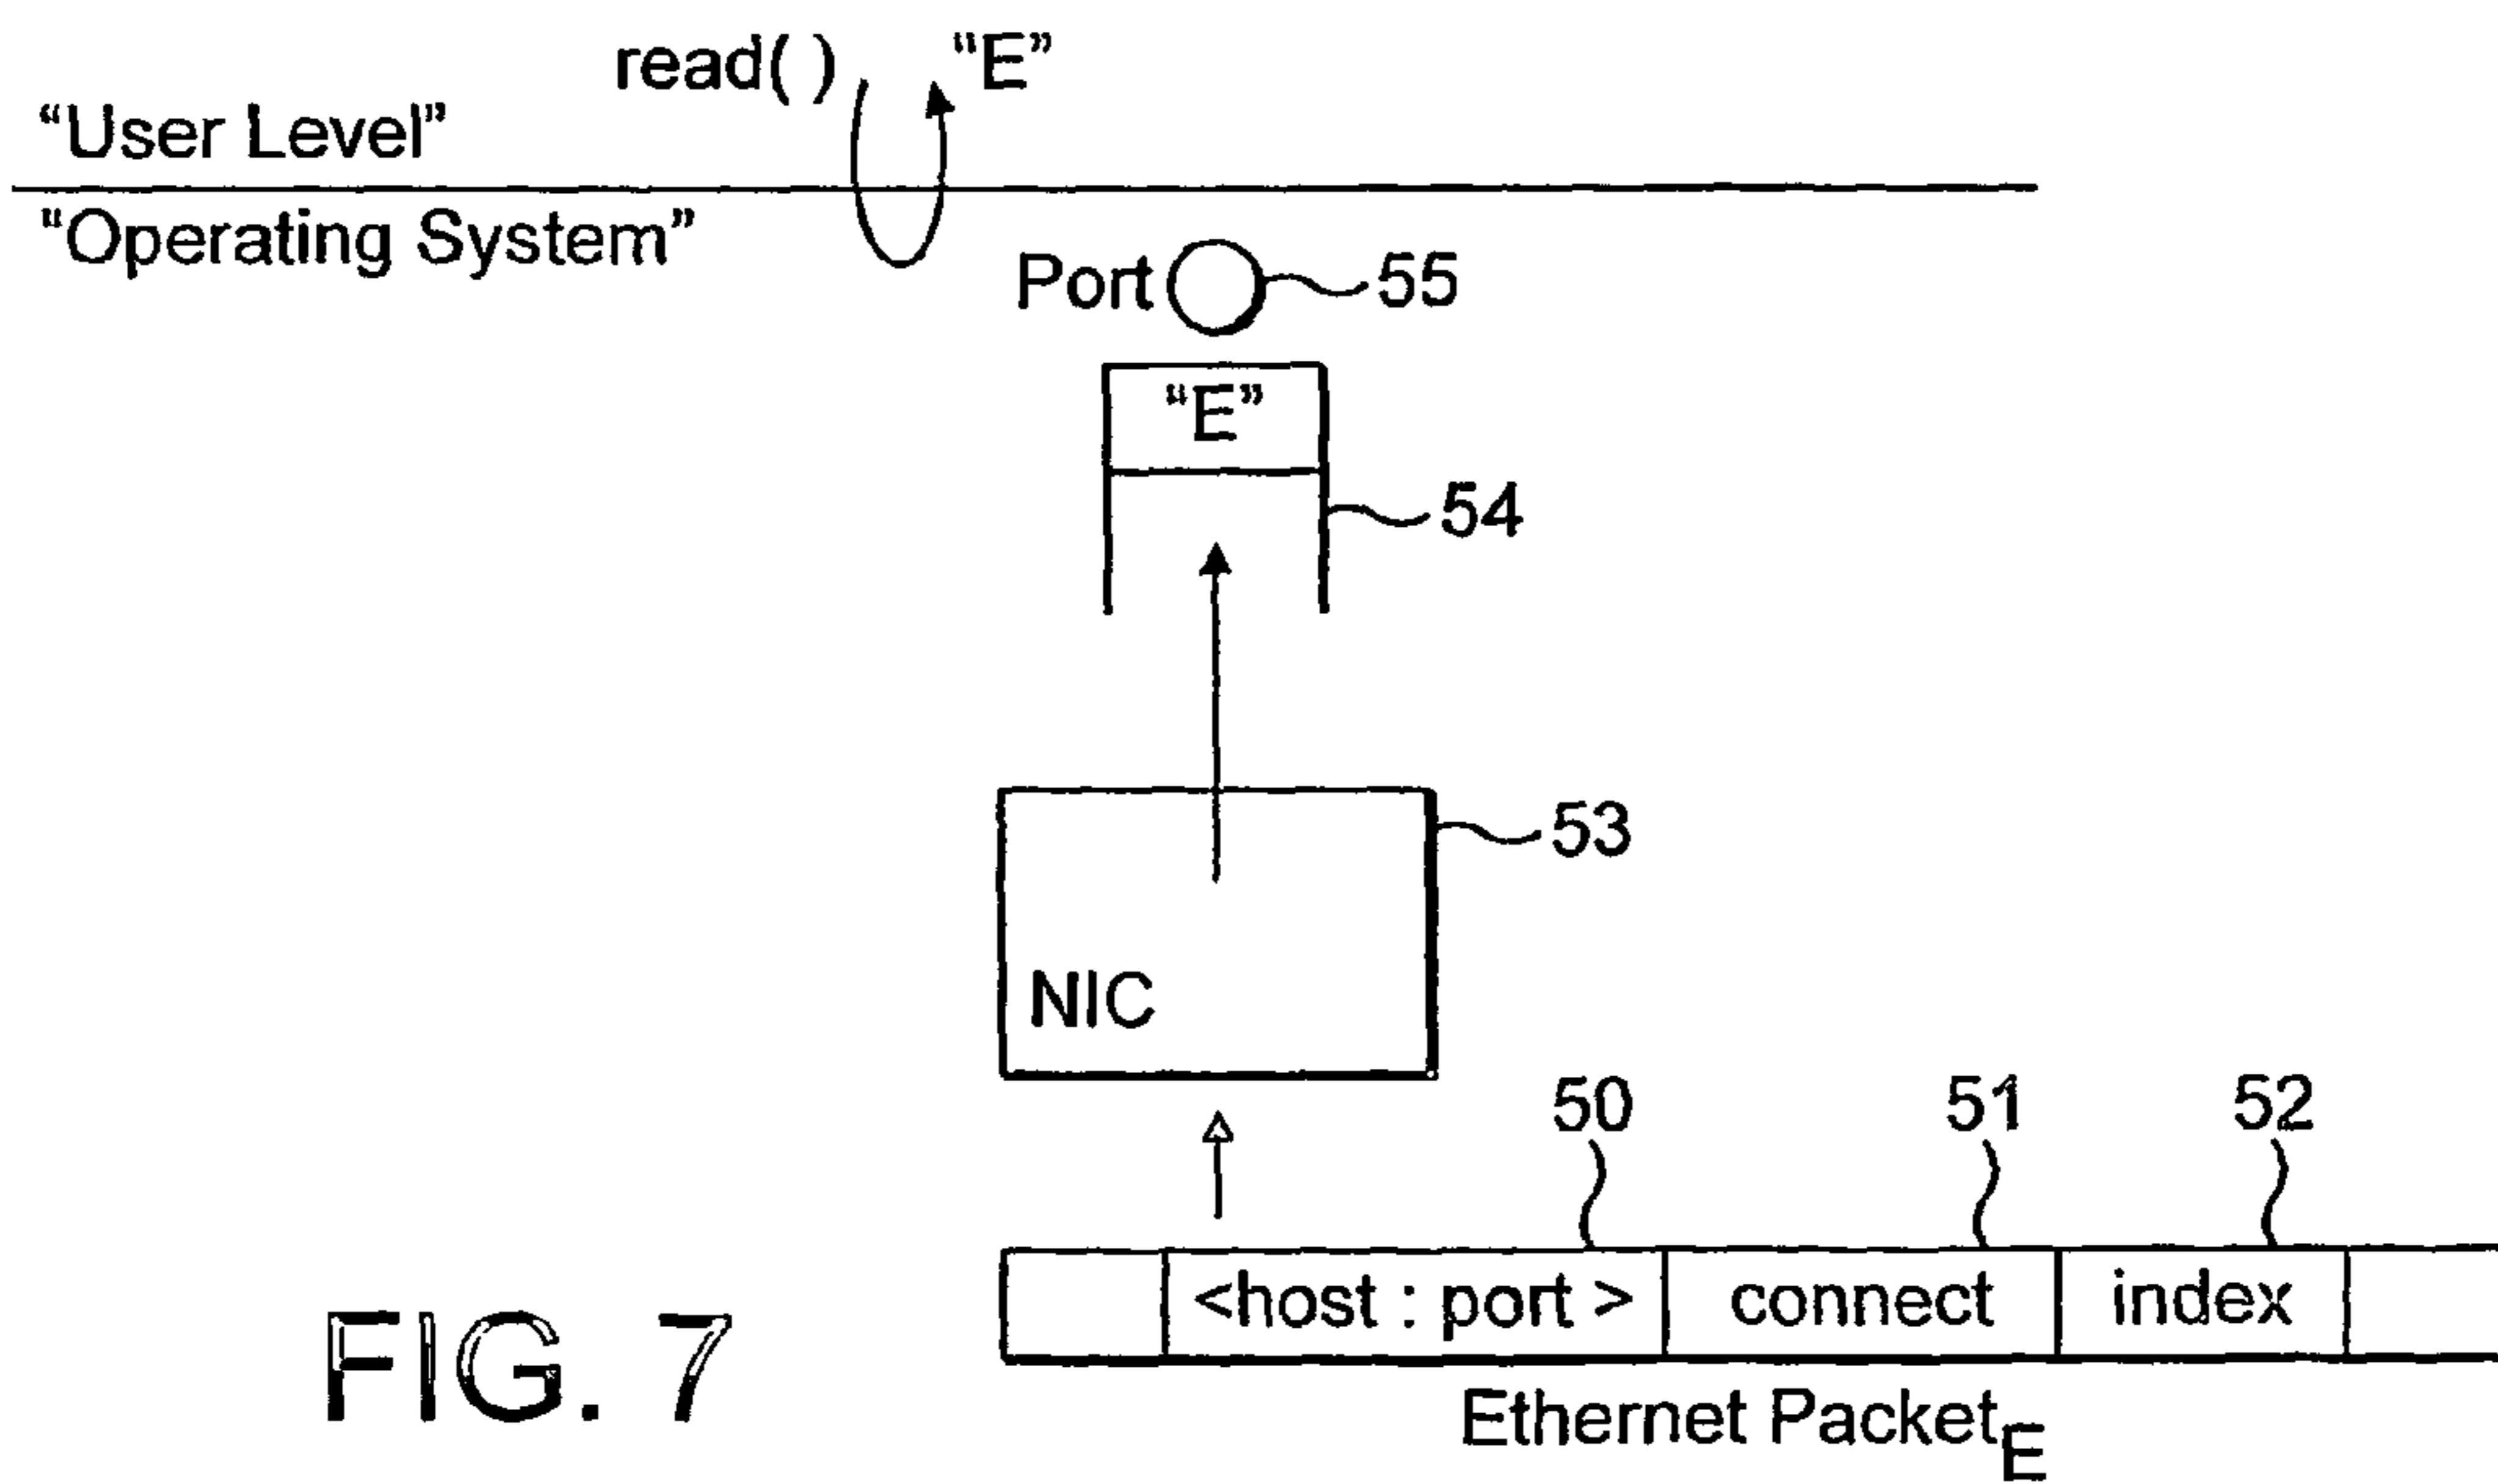 read( ) “E”
“User Level”
“Operating System”
Port 55
“E”
54
53
NIC
50 51 52
<host : port > connect index
Ethernet PacketE
FIG. 7